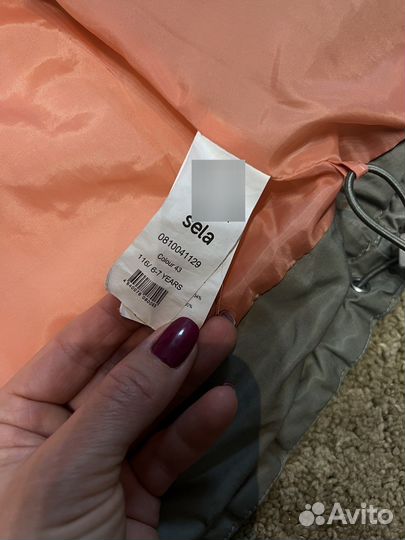 sela
0810041129
Colour 43
116/ 6-7 YEARS
Avito